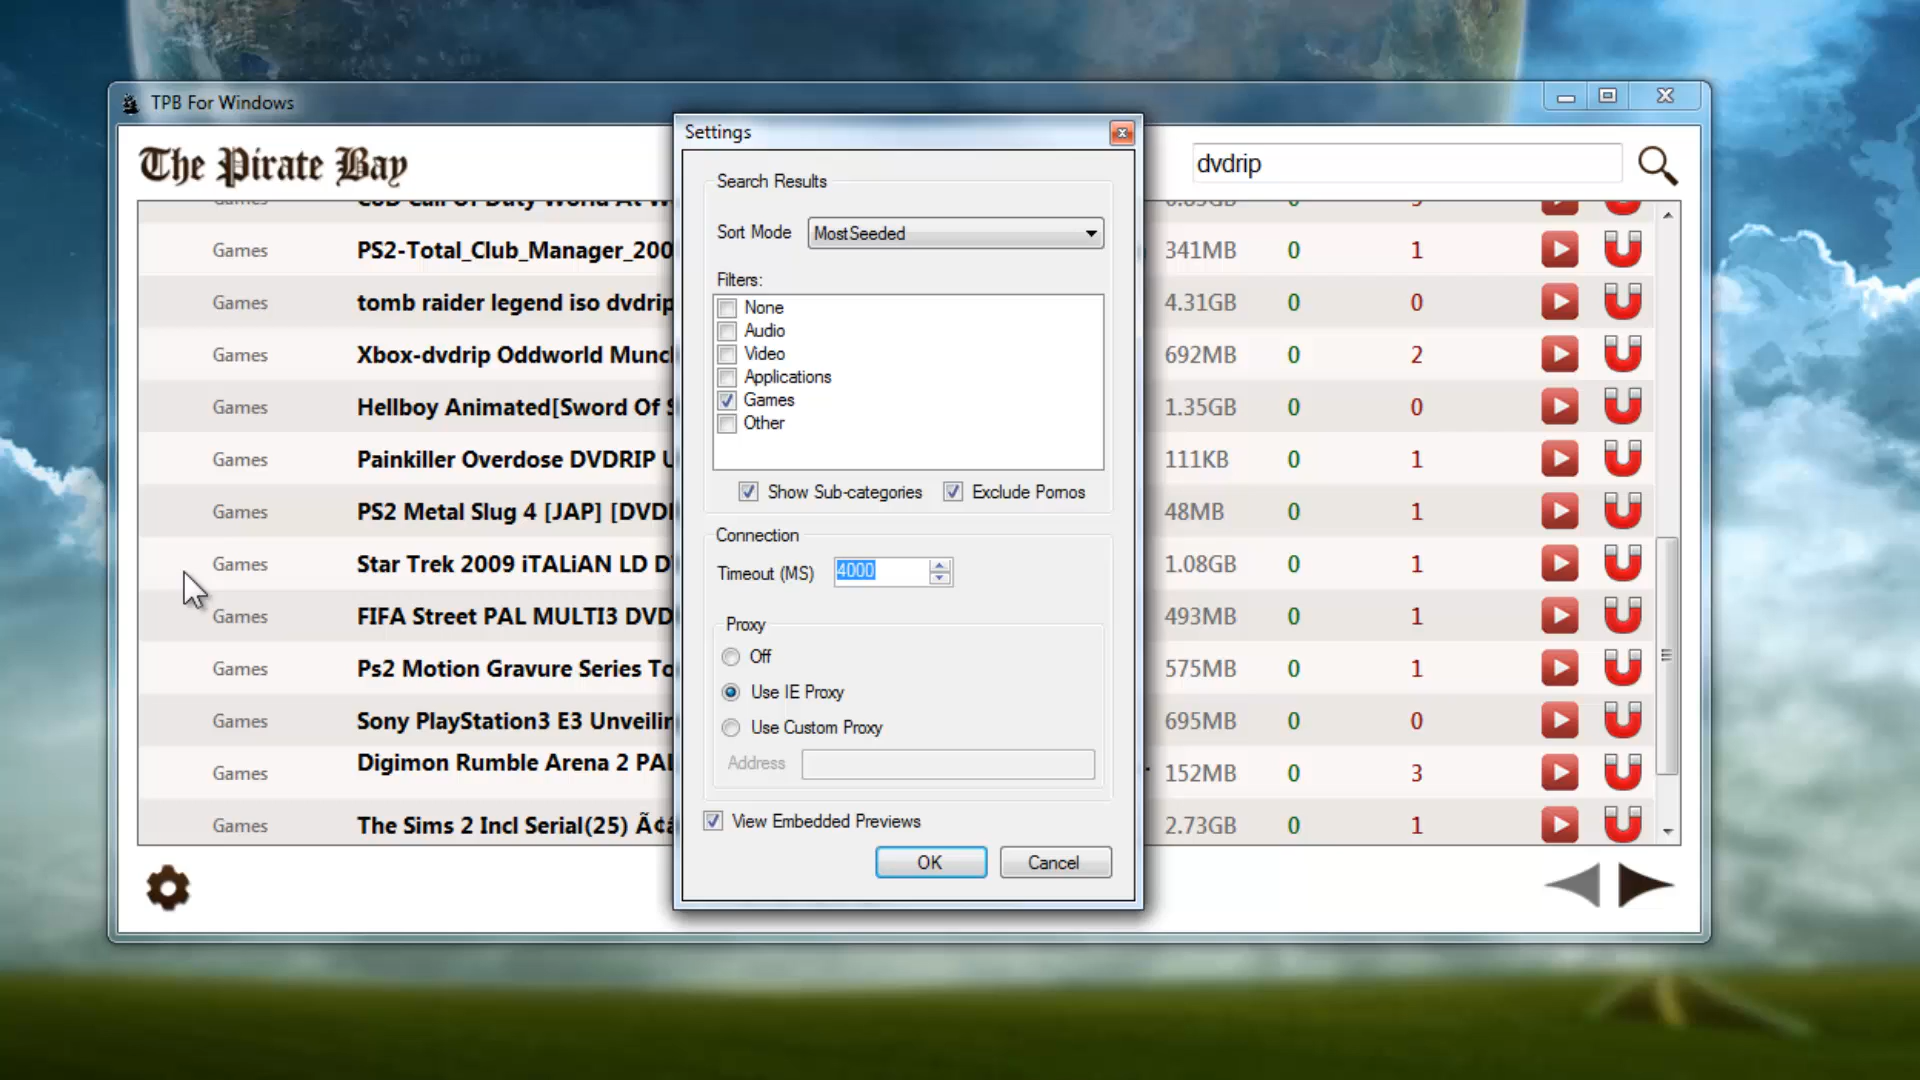 TPB For Windows
The Pirate Bay
dvdrip
Settings
Search Results
Sort Mode MostSeeded
Filters:
None
Audio
Video
Applications
Games
Other
Show Sub-categories Exclude Pornos
Connection
Timeout (MS) 4000
Proxy
Off
Use IE Proxy
Use Custom Proxy
Address
View Embedded Previews
OK Cancel
Games PS2-Total_Club_Manager_200 341MB 0 1
Games tomb raider legend iso dvdrip 4.31GB 0 0
Games Xbox-dvdrip Oddworld Munc 692MB 0 2
Games Hellboy Animated[Sword Of S 1.35GB 0 0
Games Painkiller Overdose DVDRIP 111KB 0 1
Games PS2 Metal Slug 4 [JAP] [DVD 48MB 0 1
Games Star Trek 2009 iTALiAN LD D 1.08GB 0 1
Games FIFA Street PAL MULTI3 DVD 493MB 0 1
Games Ps2 Motion Gravure Series To 575MB 0 1
Games Sony PlayStation3 E3 Unveilin 695MB 0 0
Games Digimon Rumble Arena 2 PAL 152MB 0 3
Games The Sims 2 Incl Serial(25) 2.73GB 0 1